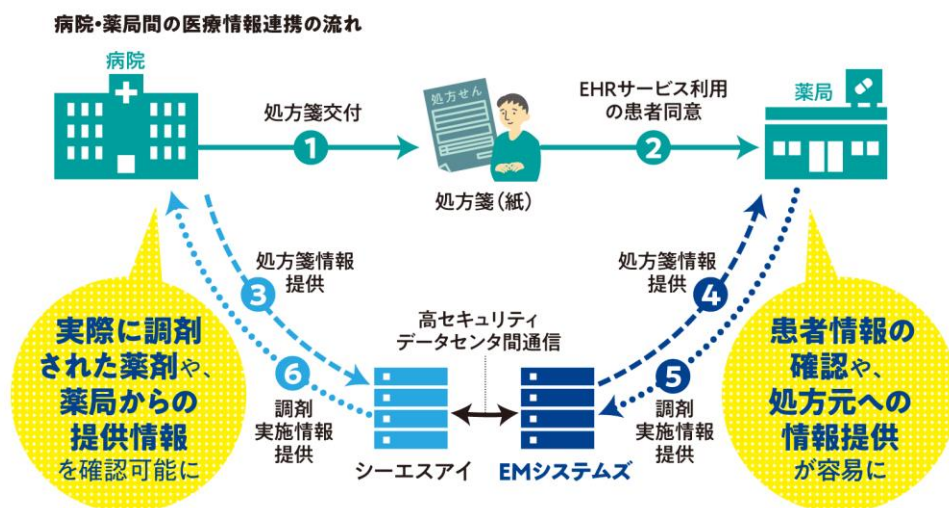 病院・薬局間の医療情報連携の流れ
病院
処方箋交付
1
処方せん
処方箋(紙)
EHRサービス利用
の患者同意
2
薬局
処方箋情報
提供
3
処方箋情報
提供
4
高セキュリティ
データセンタ間通信
5
調剤
実施情報
提供
6
調剤
実施情報
提供
シーエスアイ
EMシステムズ
実際に調剤
された薬剤や、
薬局からの
提供情報
を確認可能に
患者情報の
確認や、
処方元への
情報提供
が容易に